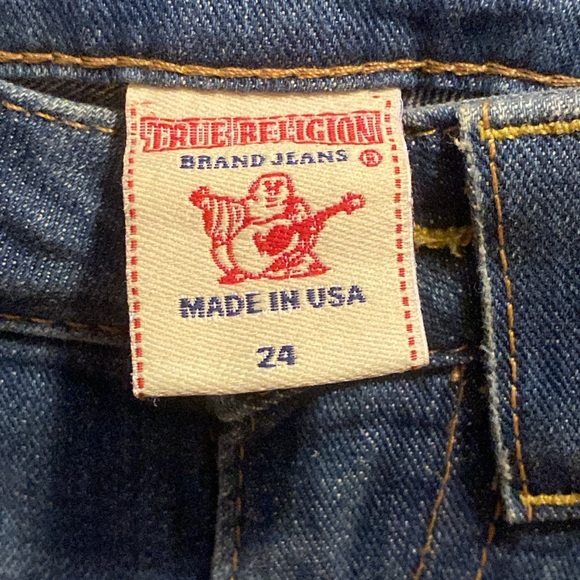 TRUE RELIGION
BRAND JEANS ®
MADE IN USA
24